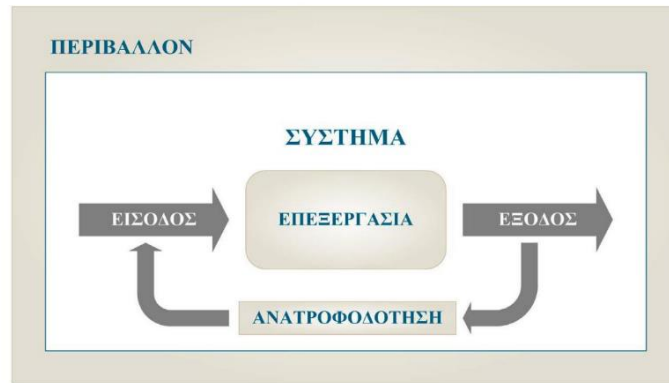 ΠΕΡΙΒΑΛΛΟΝ
ΣΥΣΤΗΜΑ
ΕΙΣΟΔΟΣ
ΕΠΕΞΕΡΓΑΣΙΑ
ΕΞΟΔΟΣ
ΑΝΑΤΡΟΦΟΔΟΤΗΣΗ